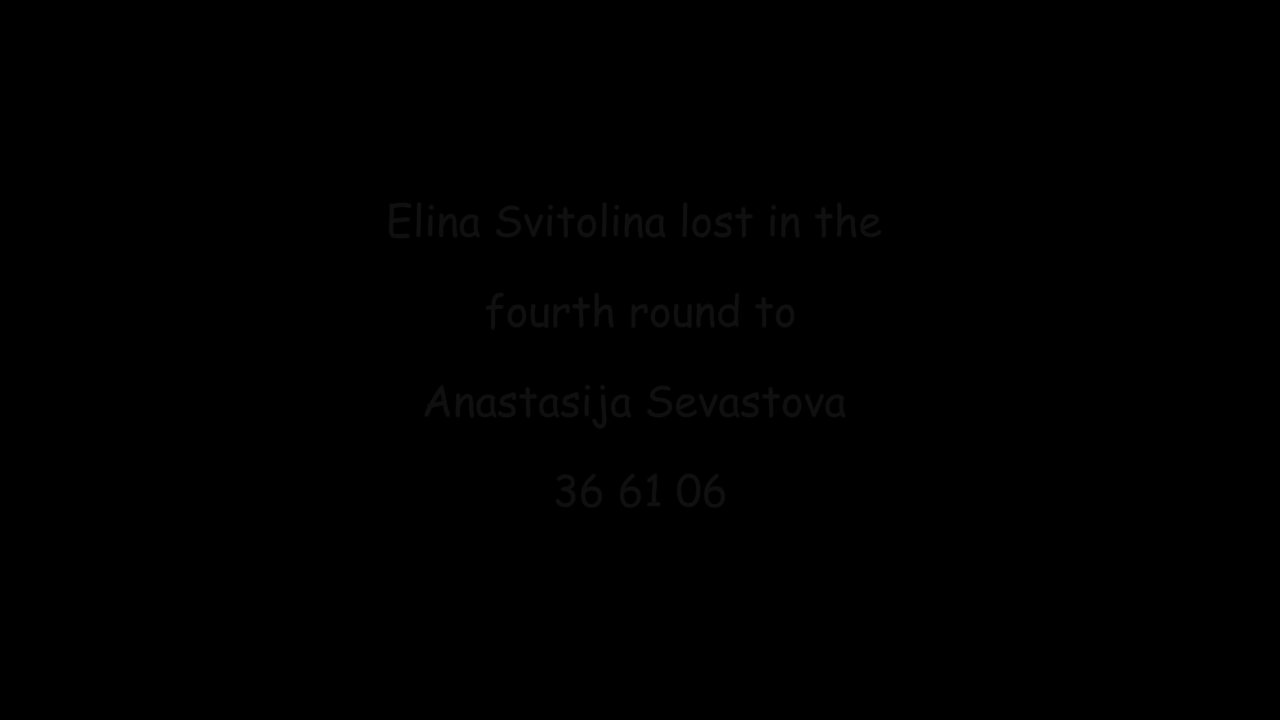 Elina Svitolina lost in the
fourth round to
Anastasija Sevastova
36 61 06